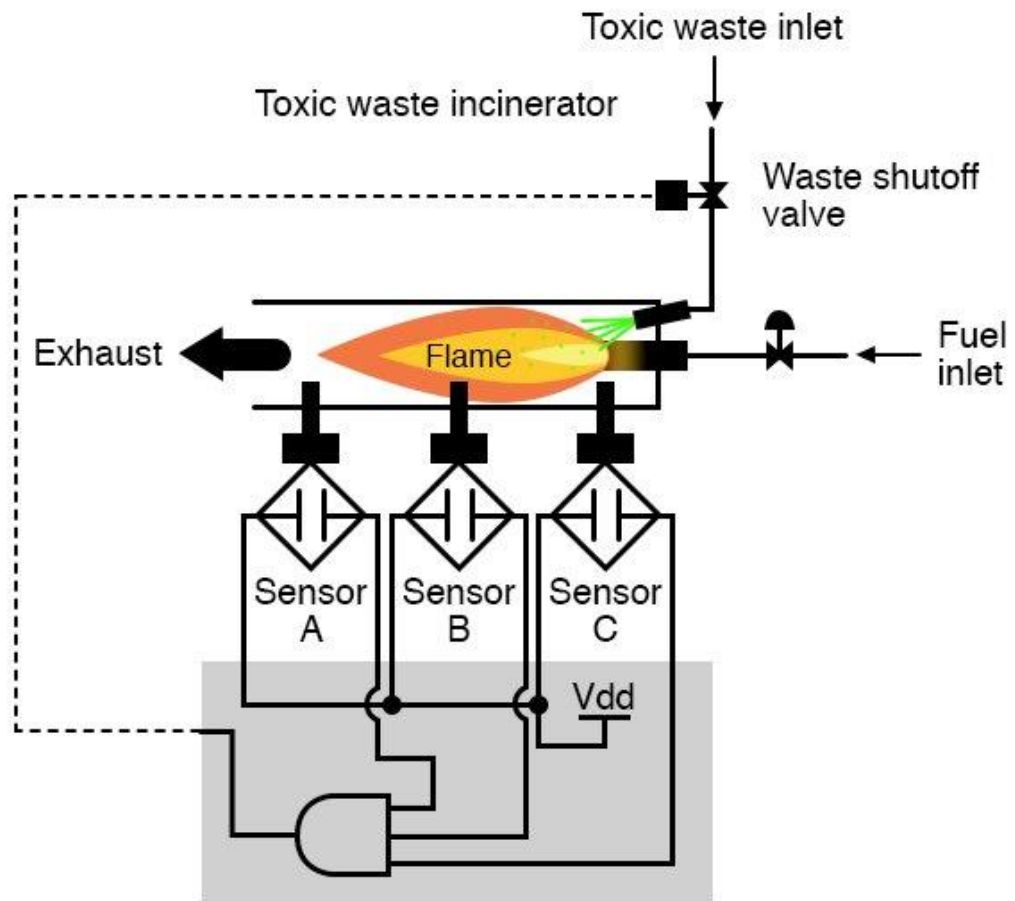 Toxic waste inlet
Toxic waste incinerator
Waste shutoff
valve
Exhaust
Flame
Fuel
inlet
Sensor
A
Sensor
B
Sensor
C
Vdd